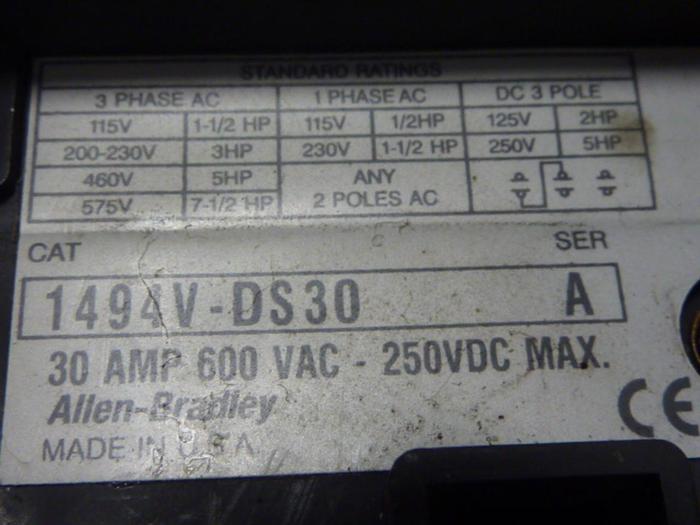 STANDARD RATINGS
3 PHASE AC 1 PHASE AC DC 3 POLE
115V 1-1/2 HP 115V 1/2HP 125V 2HP
200-230V 3HP 230V 1-1/2 HP 250V 5HP
460V 5HP ANY
575V 7-1/2 HP 2 POLES AC
CAT SER
1494V-DS30 A
30 AMP 600 VAC - 250VDC MAX.
Allen-Bradley
MADE IN U.S.A. CE